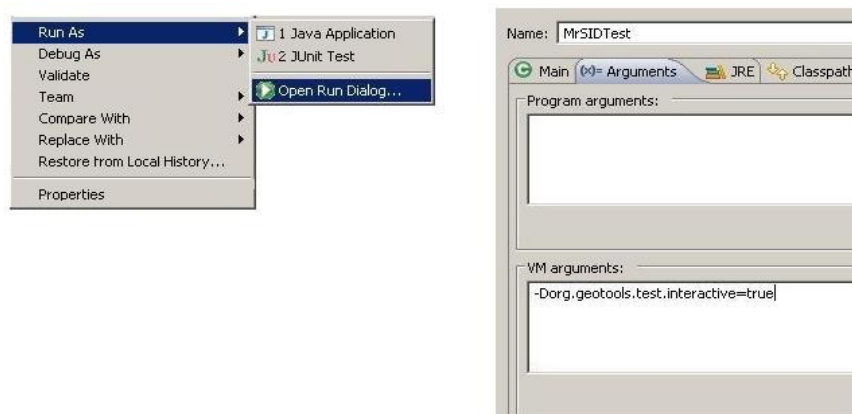 Run As
1 Java Application
Debug As
Ju 2 JUnit Test
Validate
Team
Open Run Dialog...
Compare With
Replace With
Restore from Local History...
Properties
Name: MrSIDTest
Main (x)= Arguments JRE Classpath
Program arguments:
VM arguments:
-Dorg.geotools.test.interactive=true